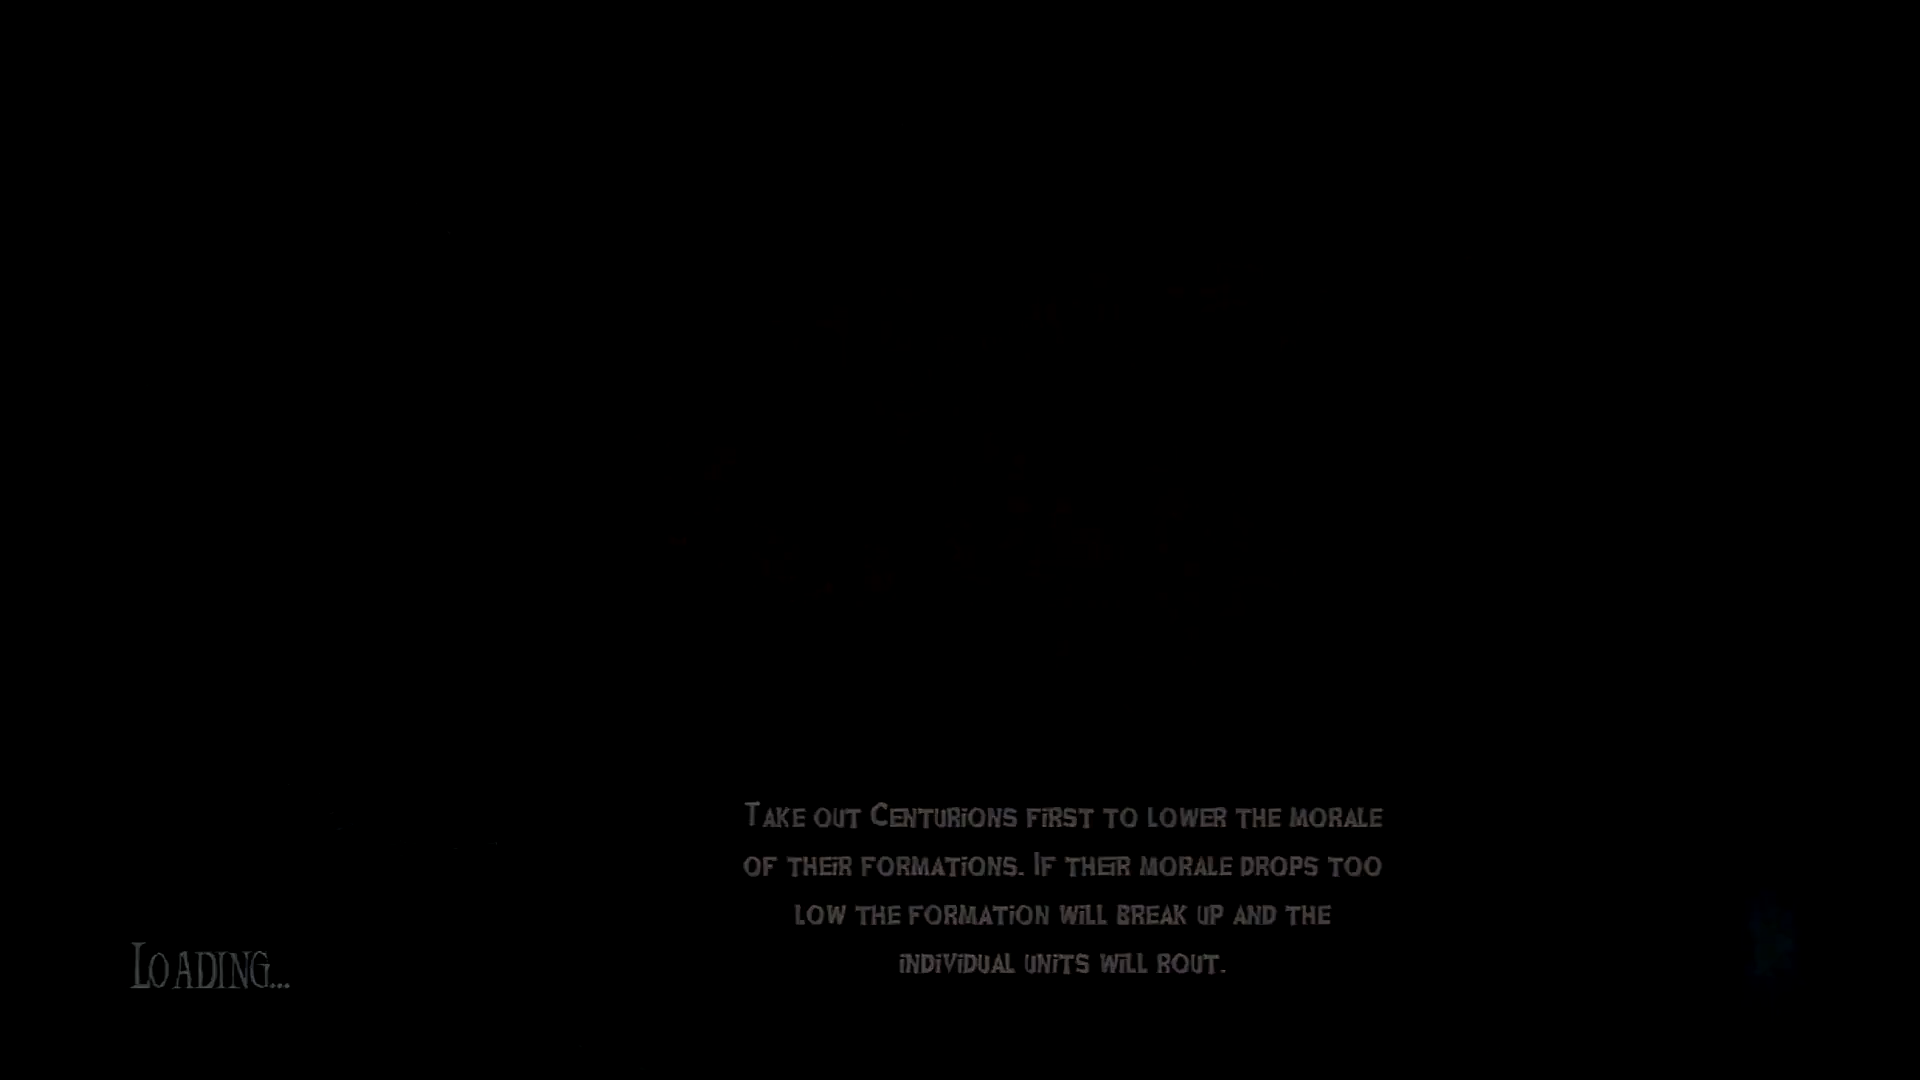 Take out Centurions first to lower the morale
of their formations. If their morale drops too
low the formation will break up and the
individual units will rout.
Loading...